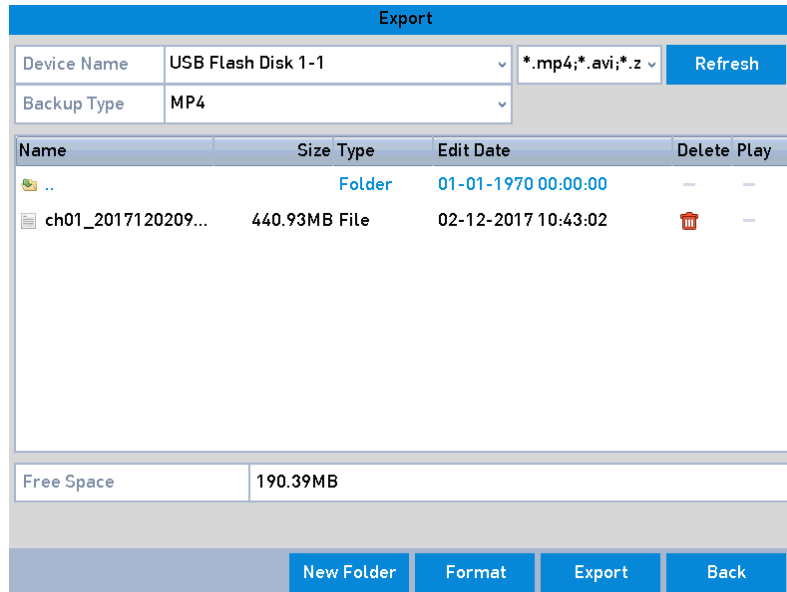 Export
Device Name USB Flash Disk 1-1 *.mp4;*.avi;*.z Refresh
Backup Type MP4
Name Size Type Edit Date Delete Play
.. Folder 01-01-1970 00:00:00 — —
ch01_2017120209... 440.93MB File 02-12-2017 10:43:02 —
Free Space 190.39MB
New Folder Format Export Back